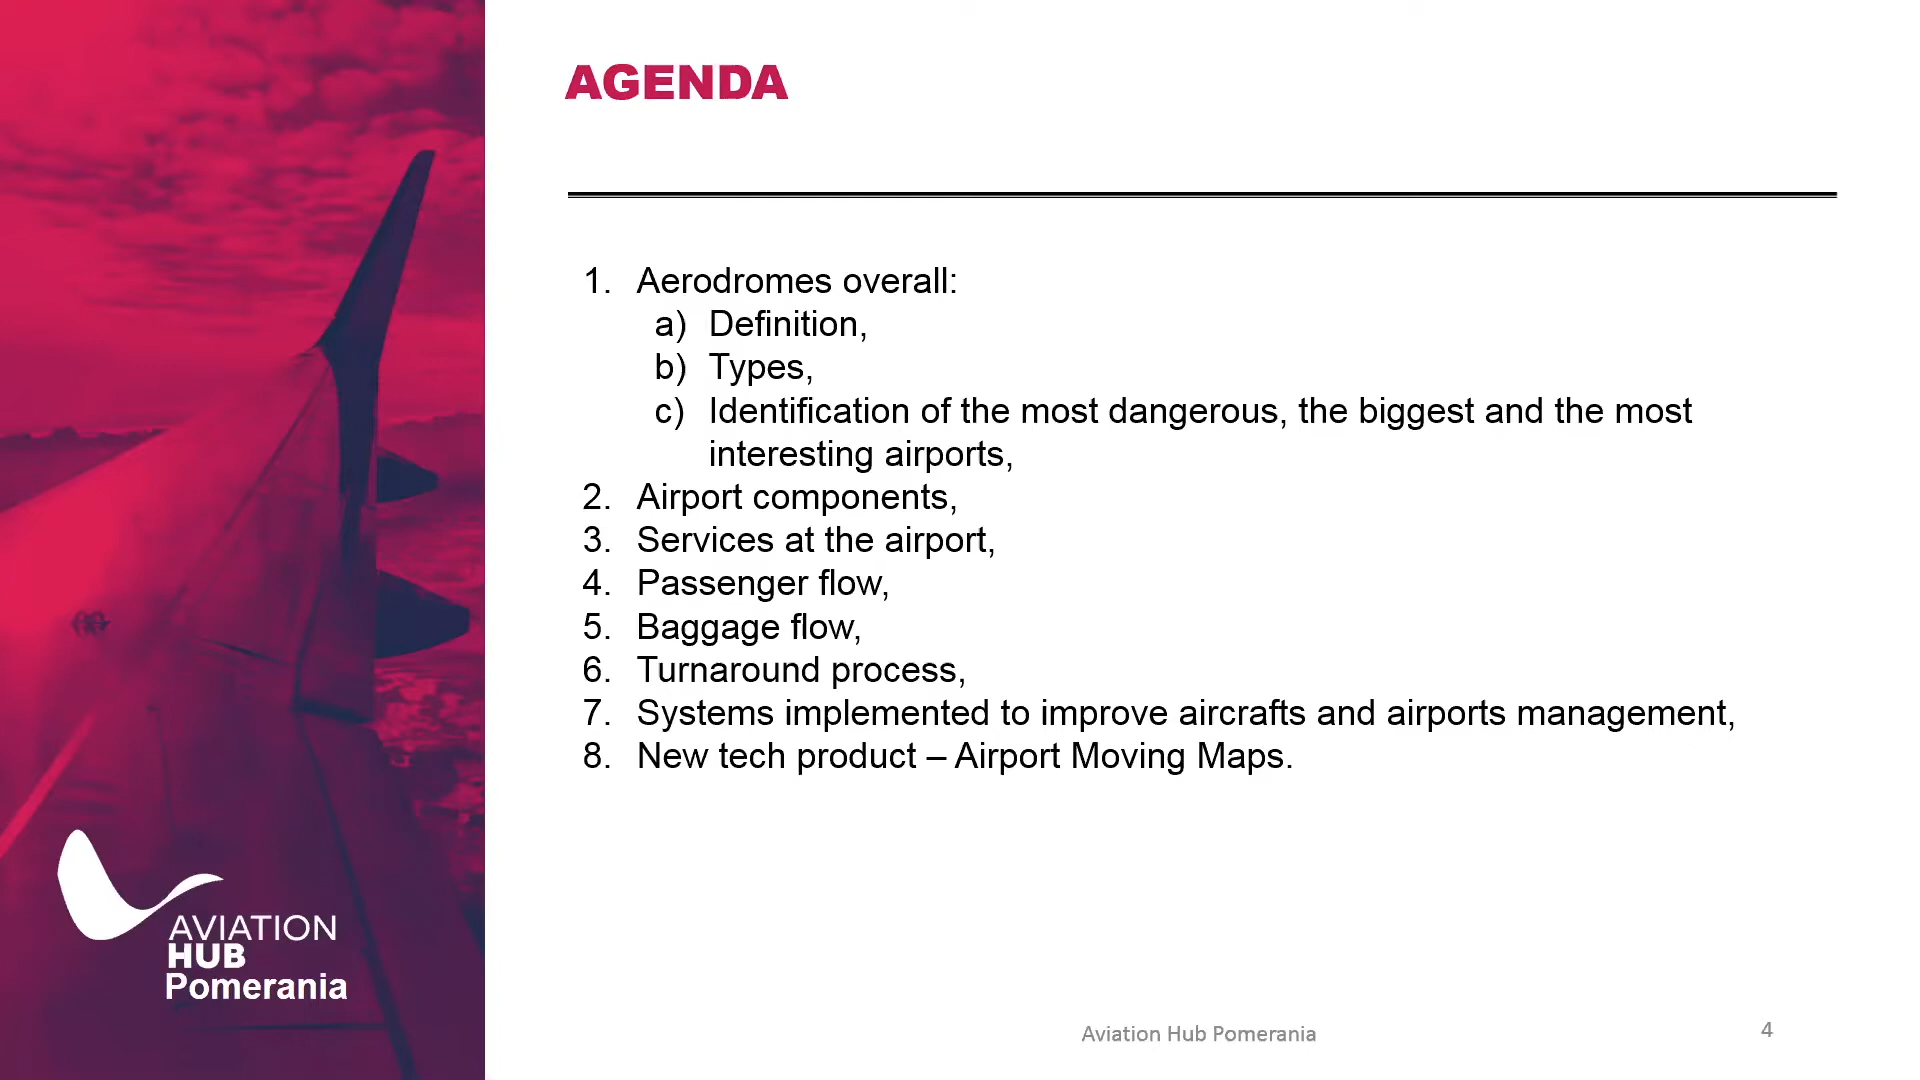 AGENDA
1. Aerodromes overall:
a) Definition,
b) Types,
c) Identification of the most dangerous, the biggest and the most
interesting airports,
2. Airport components,
3. Services at the airport,
4. Passenger flow,
5. Baggage flow,
6. Turnaround process,
7. Systems implemented to improve aircrafts and airports management,
8. New tech product – Airport Moving Maps.
AVIATION
HUB
Pomerania
Aviation Hub Pomerania
4